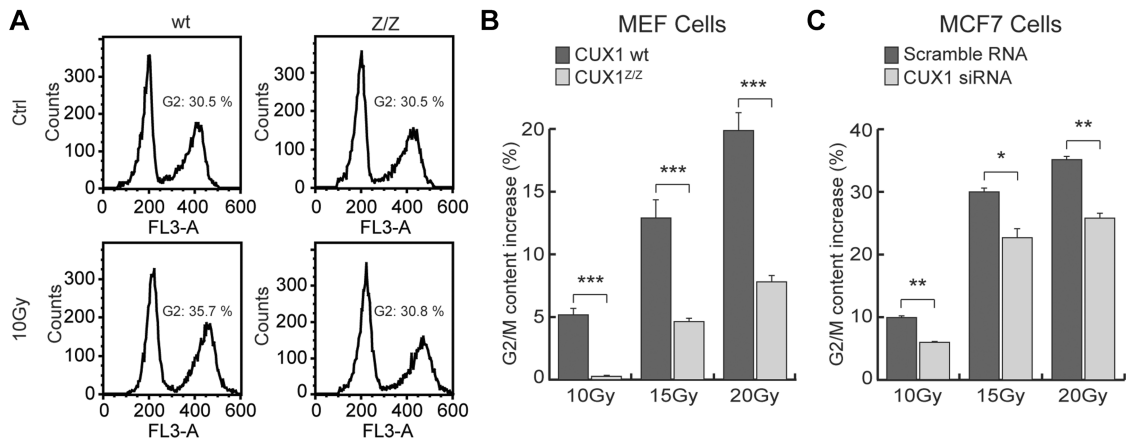 A
wt
Z/Z
Ctrl
Counts
300
200
100
0
G2: 30.5 %
0 200 400 600
FL3-A
Counts
300
200
100
0
G2: 30.5 %
0 200 400 600
FL3-A
10Gy
Counts
300
200
100
0
G2: 35.7 %
0 200 400 600
FL3-A
Counts
300
200
100
0
G2: 30.8 %
0 200 400 600
FL3-A
B
MEF Cells
CUX1 wt
CUX1Z/Z
G2/M content increase (%)
20
15
10
5
0
***
***
***
10Gy 15Gy 20Gy
C
MCF7 Cells
Scramble RNA
CUX1 siRNA
G2/M content increase (%)
40
30
20
10
0
**
*
**
10Gy 15Gy 20Gy